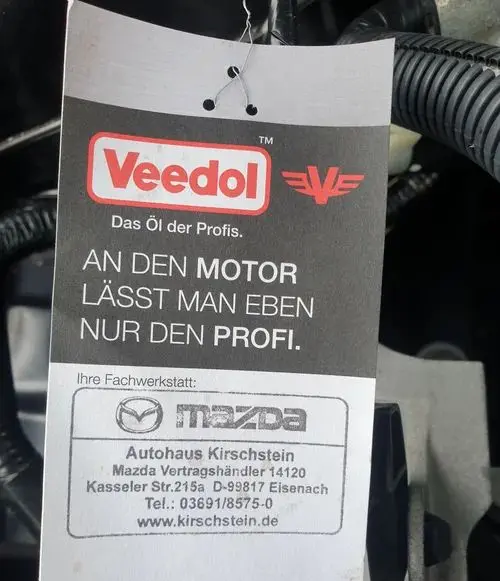 Veedol ™
Das Öl der Profis.
AN DEN MOTOR
LÄSST MAN EBEN
NUR DEN PROFI.
Ihre Fachwerkstatt:
mazda
Autohaus Kirschstein
Mazda Vertragshändler 14120
Kasseler Str.215a D-99817 Eisenach
Tel.: 03691/8575-0
www.kirschstein.de